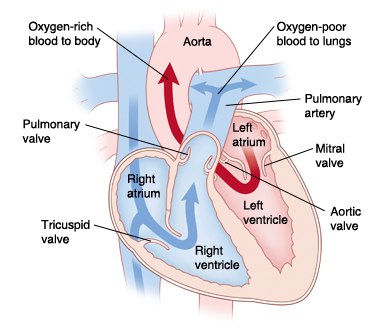 Oxygen-rich
blood to body
Aorta
Oxygen-poor
blood to lungs
Pulmonary
artery
Pulmonary
valve
Left
atrium
Mitral
valve
Right
atrium
Left
ventricle
Aortic
valve
Tricuspid
valve
Right
ventricle